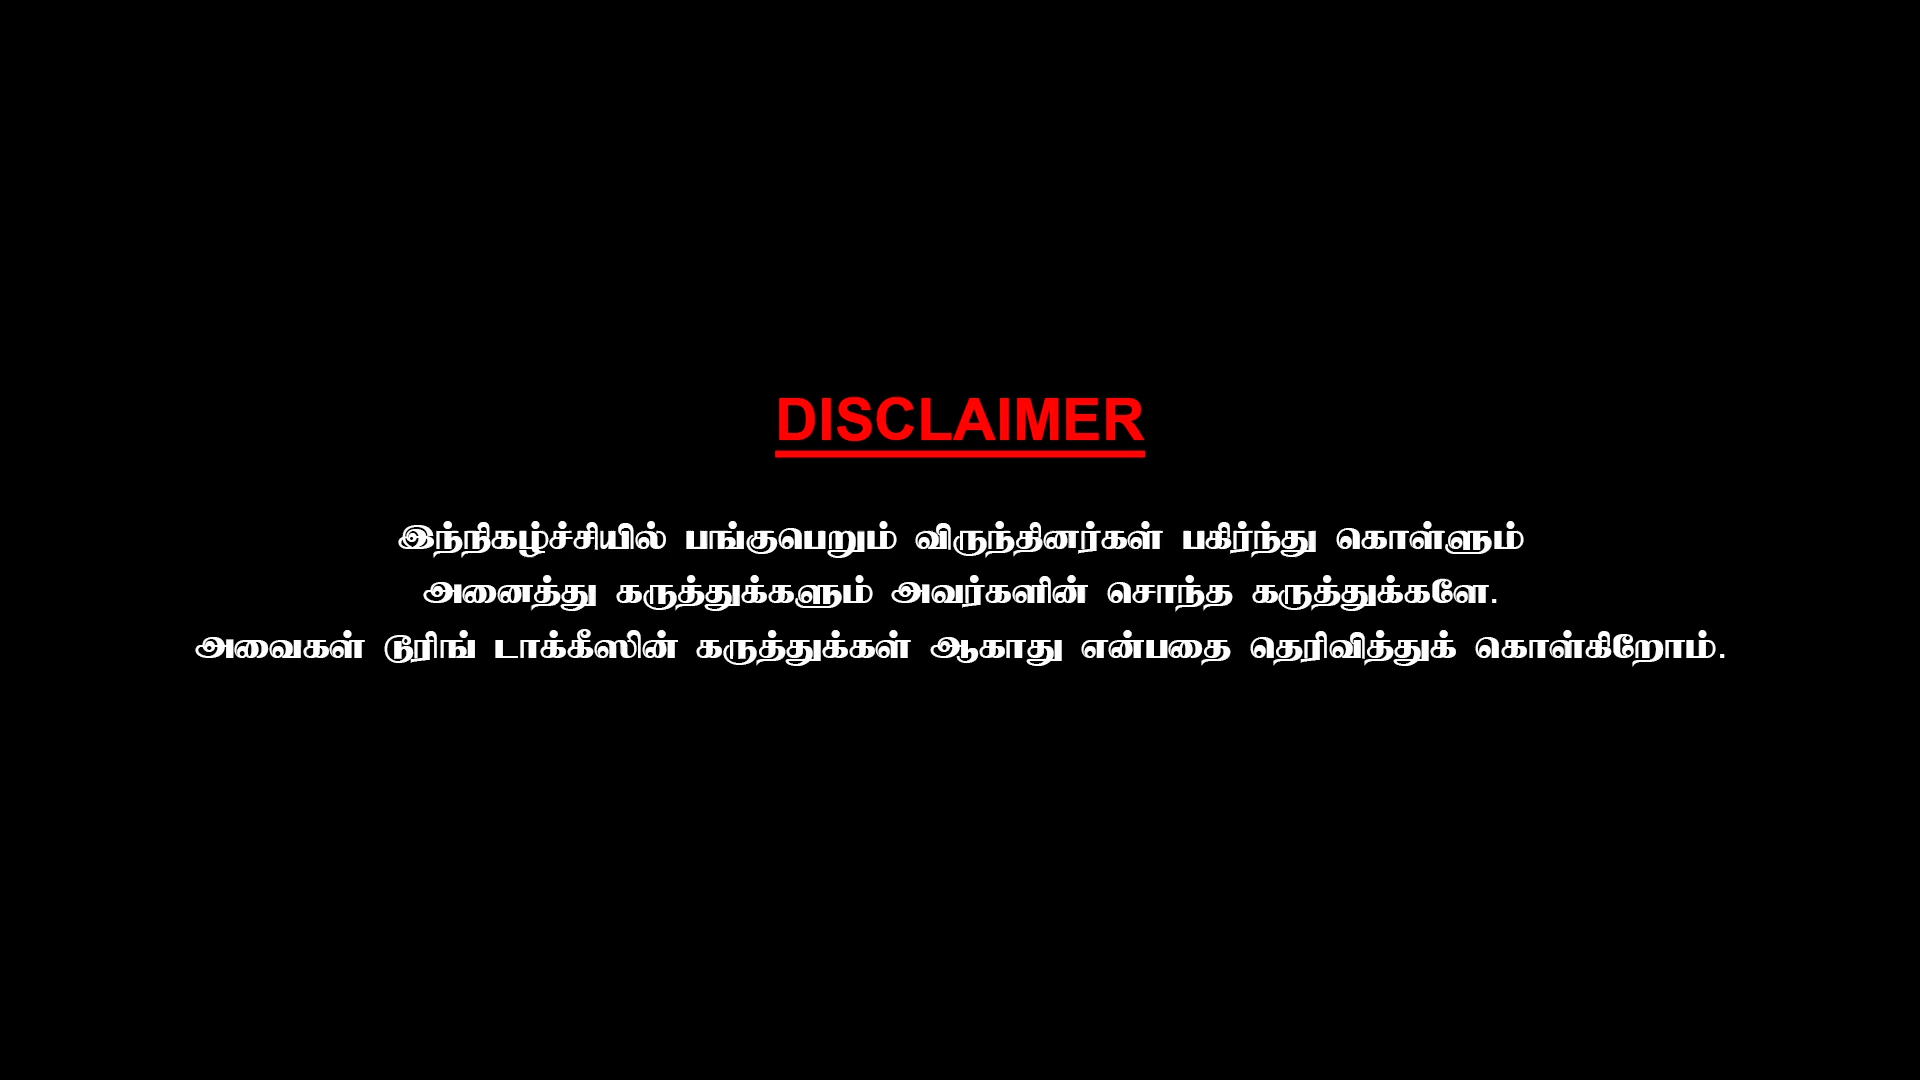 DISCLAIMER
இந்நிகழ்ச்சியில் பங்குபெறும் விருந்தினர்கள் பகிர்ந்து கொள்ளும்
அனைத்து கருத்துக்களும் அவர்களின் சொந்த கருத்துக்களே.
அவைகள் டூரிங் டாக்கீஸின் கருத்துக்கள் ஆகாது என்பதை தெரிவித்துக் கொள்கிறோம்.